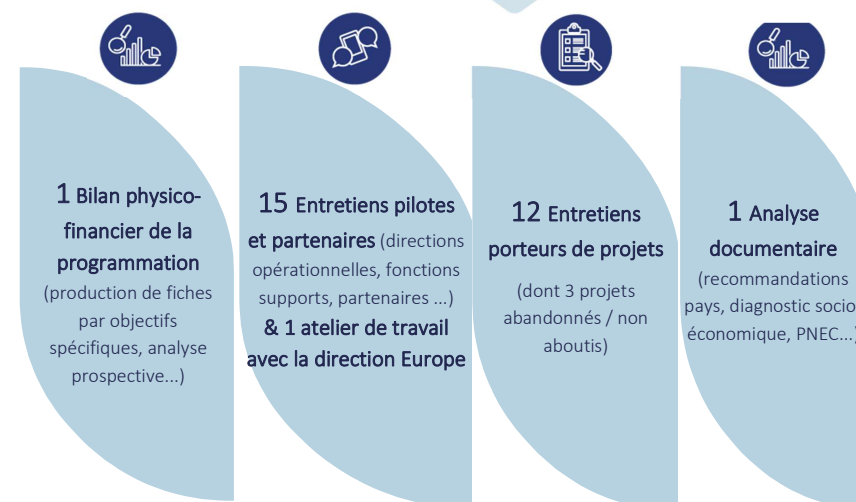 1 Bilan physico-
financier de la
programmation
(production de fiches
par objectifs
spécifiques, analyse
prospective...)
15 Entretiens pilotes
et partenaires (directions
opérationnelles, fonctions
supports, partenaires ...)
& 1 atelier de travail
avec la direction Europe
12 Entretiens
porteurs de projets
(dont 3 projets
abandonnés / non
aboutis)
1 Analyse
documentaire
(recommandations
pays, diagnostic socio
économique, PNEC...)